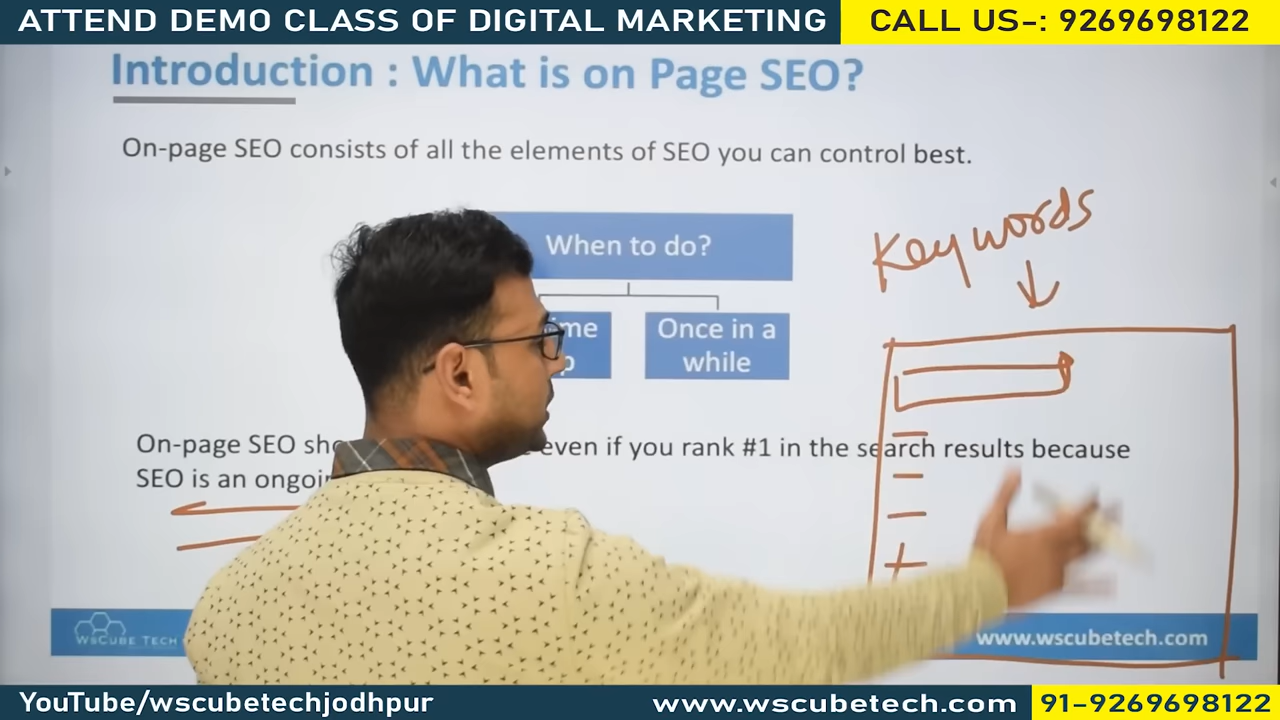 ATTEND DEMO CLASS OF DIGITAL MARKETING
CALL US-: 9269698122
Introduction : What is on Page SEO?
On-page SEO consists of all the elements of SEO you can control best.
Keywords
When to do?
Once in a
while
On-page SEO even if you rank #1 in the search results because
SEO is an
WsCube Tech
www.wscubetech.com
YouTube/wscubetechjodhpur
www.wscubetech.com
91-9269698122